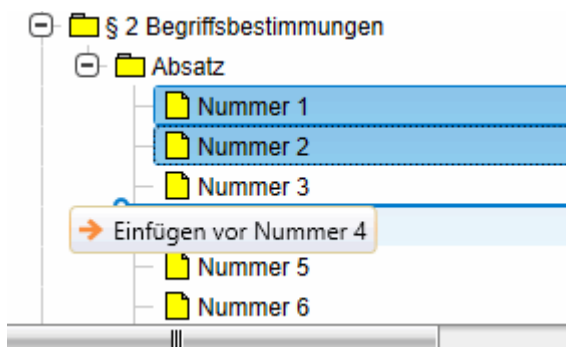 § 2 Begriffsbestimmungen
Absatz
Nummer 1
Nummer 2
Nummer 3
Einfügen vor Nummer 4
Nummer 5
Nummer 6